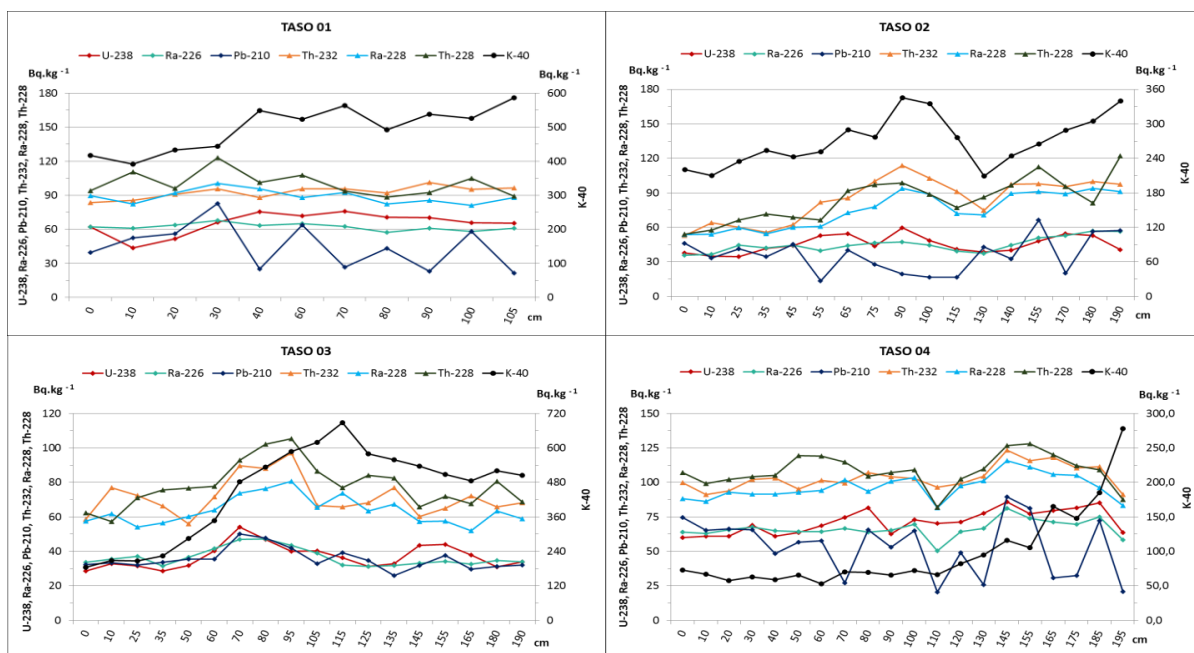 TASO 01
U-238 Ra-226 Pb-210 Th-232 Ra-228 Th-228 K-40
Bq.kg -1 Bq.kg -1
U-238, Ra-226, Pb-210, Th-232, Ra-228, Th-228
180 150 120 90 60 30 0
600 500 400 300 200 100 0
K-40
0 10 20 30 40 60 70 80 90 100 105 cm
TASO 02
U-238 Ra-226 Pb-210 Th-232 Ra-228 Th-228 K-40
Bq.kg -1 Bq.kg -1
U-238, Ra-226, Pb-210, Th-232, Ra-228, Th-228
180 150 120 90 60 30 0
360 300 240 180 120 60 0
K-40
0 10 25 35 45 55 65 75 90 100 115 130 140 155 170 180 190 cm
TASO 03
U-238 Ra-226 Pb-210 Th-232 Ra-228 Th-228 K-40
Bq.kg -1 Bq.kg -1
U-238, Ra-226, Pb-210, Th-232, Ra-228, Th-228
120 100 80 60 40 20 0
720 600 480 360 240 120 0
K-40
0 10 25 35 50 60 70 80 95 105 115 125 135 145 155 170 180 190 cm
TASO 04
U-238 Ra-226 Pb-210 Th-232 Ra-228 Th-228 K-40
Bq.kg -1 Bq.kg -1
U-238, Ra-226, Pb-210, Th-232, Ra-228, Th-228
150 125 100 75 50 25 0
300,0 250,0 200,0 150,0 100,0 50,0 0,0
K-40
0 10 20 30 40 50 60 70 80 90 100 110 120 130 145 155 165 175 185 195 cm